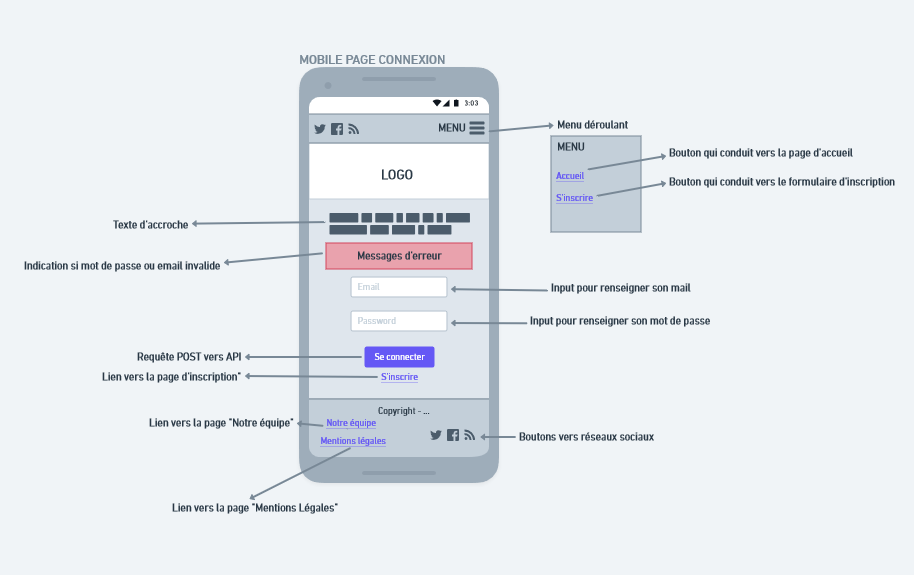 MOBILE PAGE CONNEXION
3:03
MENU
Menu déroulant
MENU
Accueil
S'inscrire
Bouton qui conduit vers la page d'accueil
Bouton qui conduit vers le formulaire d'inscription
LOGO
Texte d'accroche
Messages d'erreur
Indication si mot de passe ou email invalide
Email
Input pour renseigner son mail
Password
Input pour renseigner son mot de passe
Requête POST vers API
Se connecter
Lien vers la page d'inscription"
S'inscrire
Copyright - ...
Lien vers la page "Notre équipe"
Notre équipe
Mentions légales
Boutons vers réseaux sociaux
Lien vers la page "Mentions Légales"